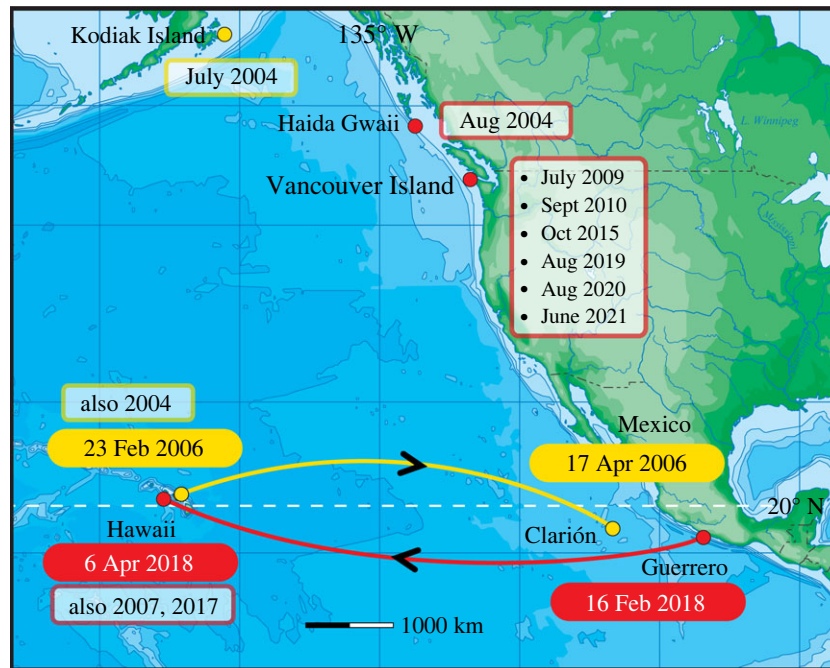 Kodiak Island
135° W
July 2004
Haida Gwaii
Aug 2004
L. Winnipeg
Vancouver Island
• July 2009
• Sept 2010
• Oct 2015
• Aug 2019
• Aug 2020
• June 2021
Mississippi
also 2004
Mexico
23 Feb 2006
17 Apr 2006
20° N
Hawaii
Clarión
6 Apr 2018
Guerrero
also 2007, 2017
16 Feb 2018
1000 km